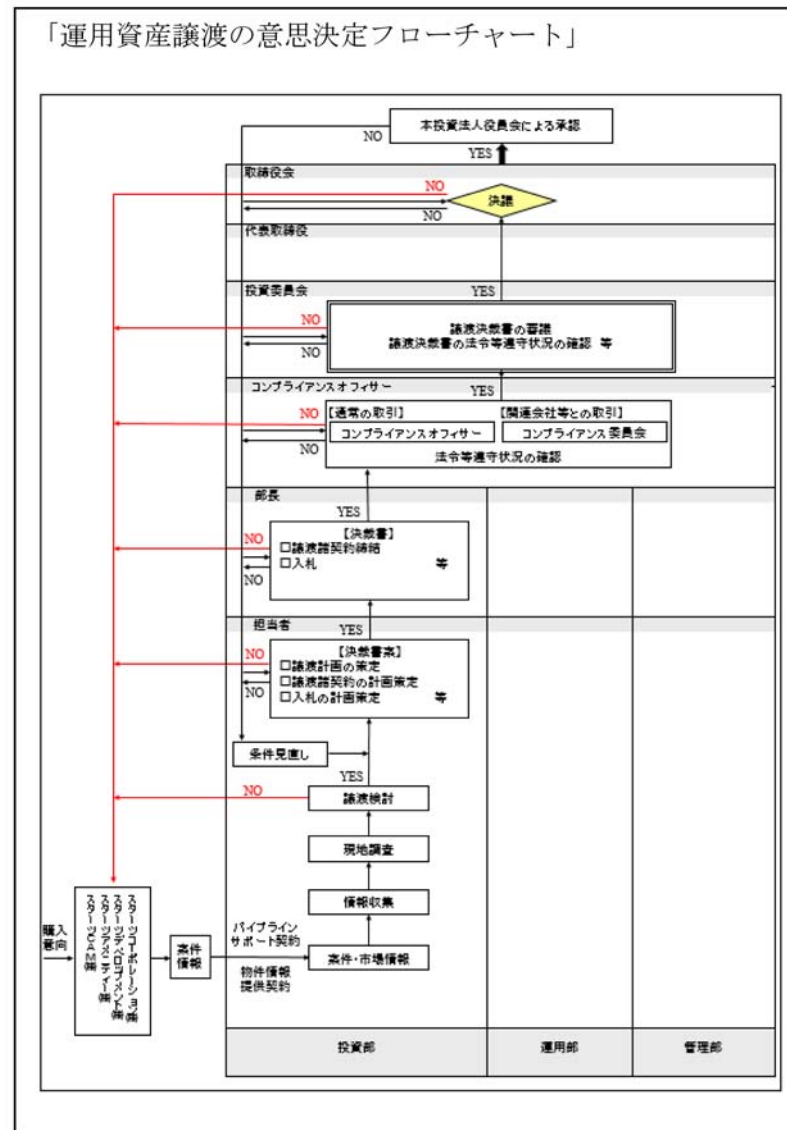 「運用資産譲渡の意思決定フローチャート」
本投資法人役員会による承認
NO
YES
取締役会
NO
決議
NO
代表取締役
投資委員会
YES
NO
譲渡決裁書の審議
譲渡決裁書の法令等遵守状況の確認 等
NO
コンプライアンスオフィサー
YES
NO
【通常の取引】
【関連会社等との取引】
コンプライアンスオフィサー
コンプライアンス委員会
NO
法令等遵守状況の確認
部長
YES
NO
【決裁書】
□譲渡諸契約締結
□入札 等
NO
担当者
YES
NO
【決裁書案】
□譲渡計画の策定
□譲渡諸契約の計画策定
□入札の計画策定 等
NO
条件見直し
YES
NO
譲渡検討
現地調査
情報収集
購入
意向
スターツコーポレーション㈱
スターツデベロップメント㈱
スターツアメニティー㈱
スターツCAM㈱
案件
情報
パイプライン
サポート契約
物件情報
提供契約
案件・市場情報
投資部
運用部
管理部